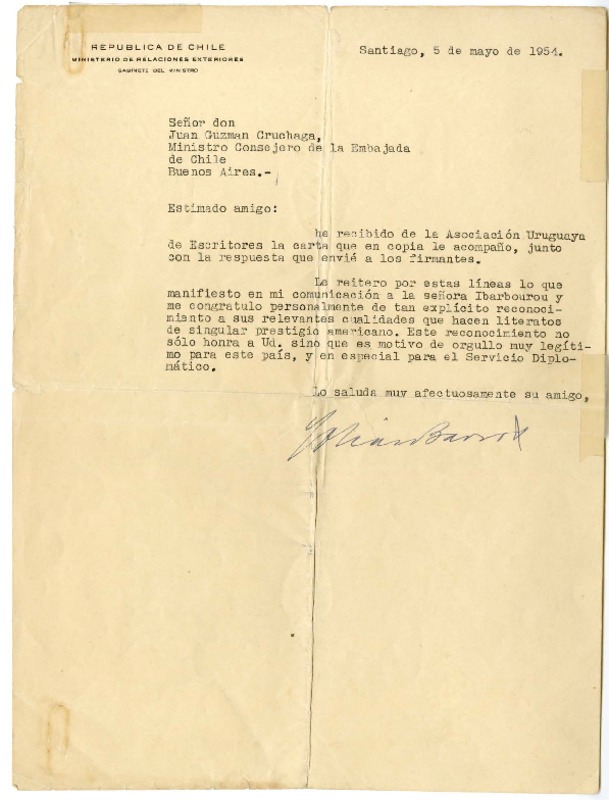 REPUBLICA DE CHILE
MINISTERIO DE RELACIONES EXTERIORES
GABINETE DEL MINISTRO
Santiago, 5 de mayo de 1954.
Señor don
Juan Guzman Cruchaga,
Ministro Consejero de la Embajada
de Chile
Buenos Aires.-
Estimado amigo:
he recibido de la Asociación Uruguaya
de Escritores la carta que en copia le acompaño, junto
con la respuesta que envié a los firmantes.
Le reitero por estas líneas lo que
manifiesto en mi comunicación a la señora Ibarbourou y
me congratulo personalmente de tan explícito reconoci-
miento a sus relevantes cualidades que hacen literatos
de singular prestigio americano. Este reconocimiento no
sólo honra a Ud. sino que es motivo de orgullo muy legíti-
mo para este país, y en especial para el Servicio Diplo-
mático.
Lo saluda muy afectuosamente su amigo,